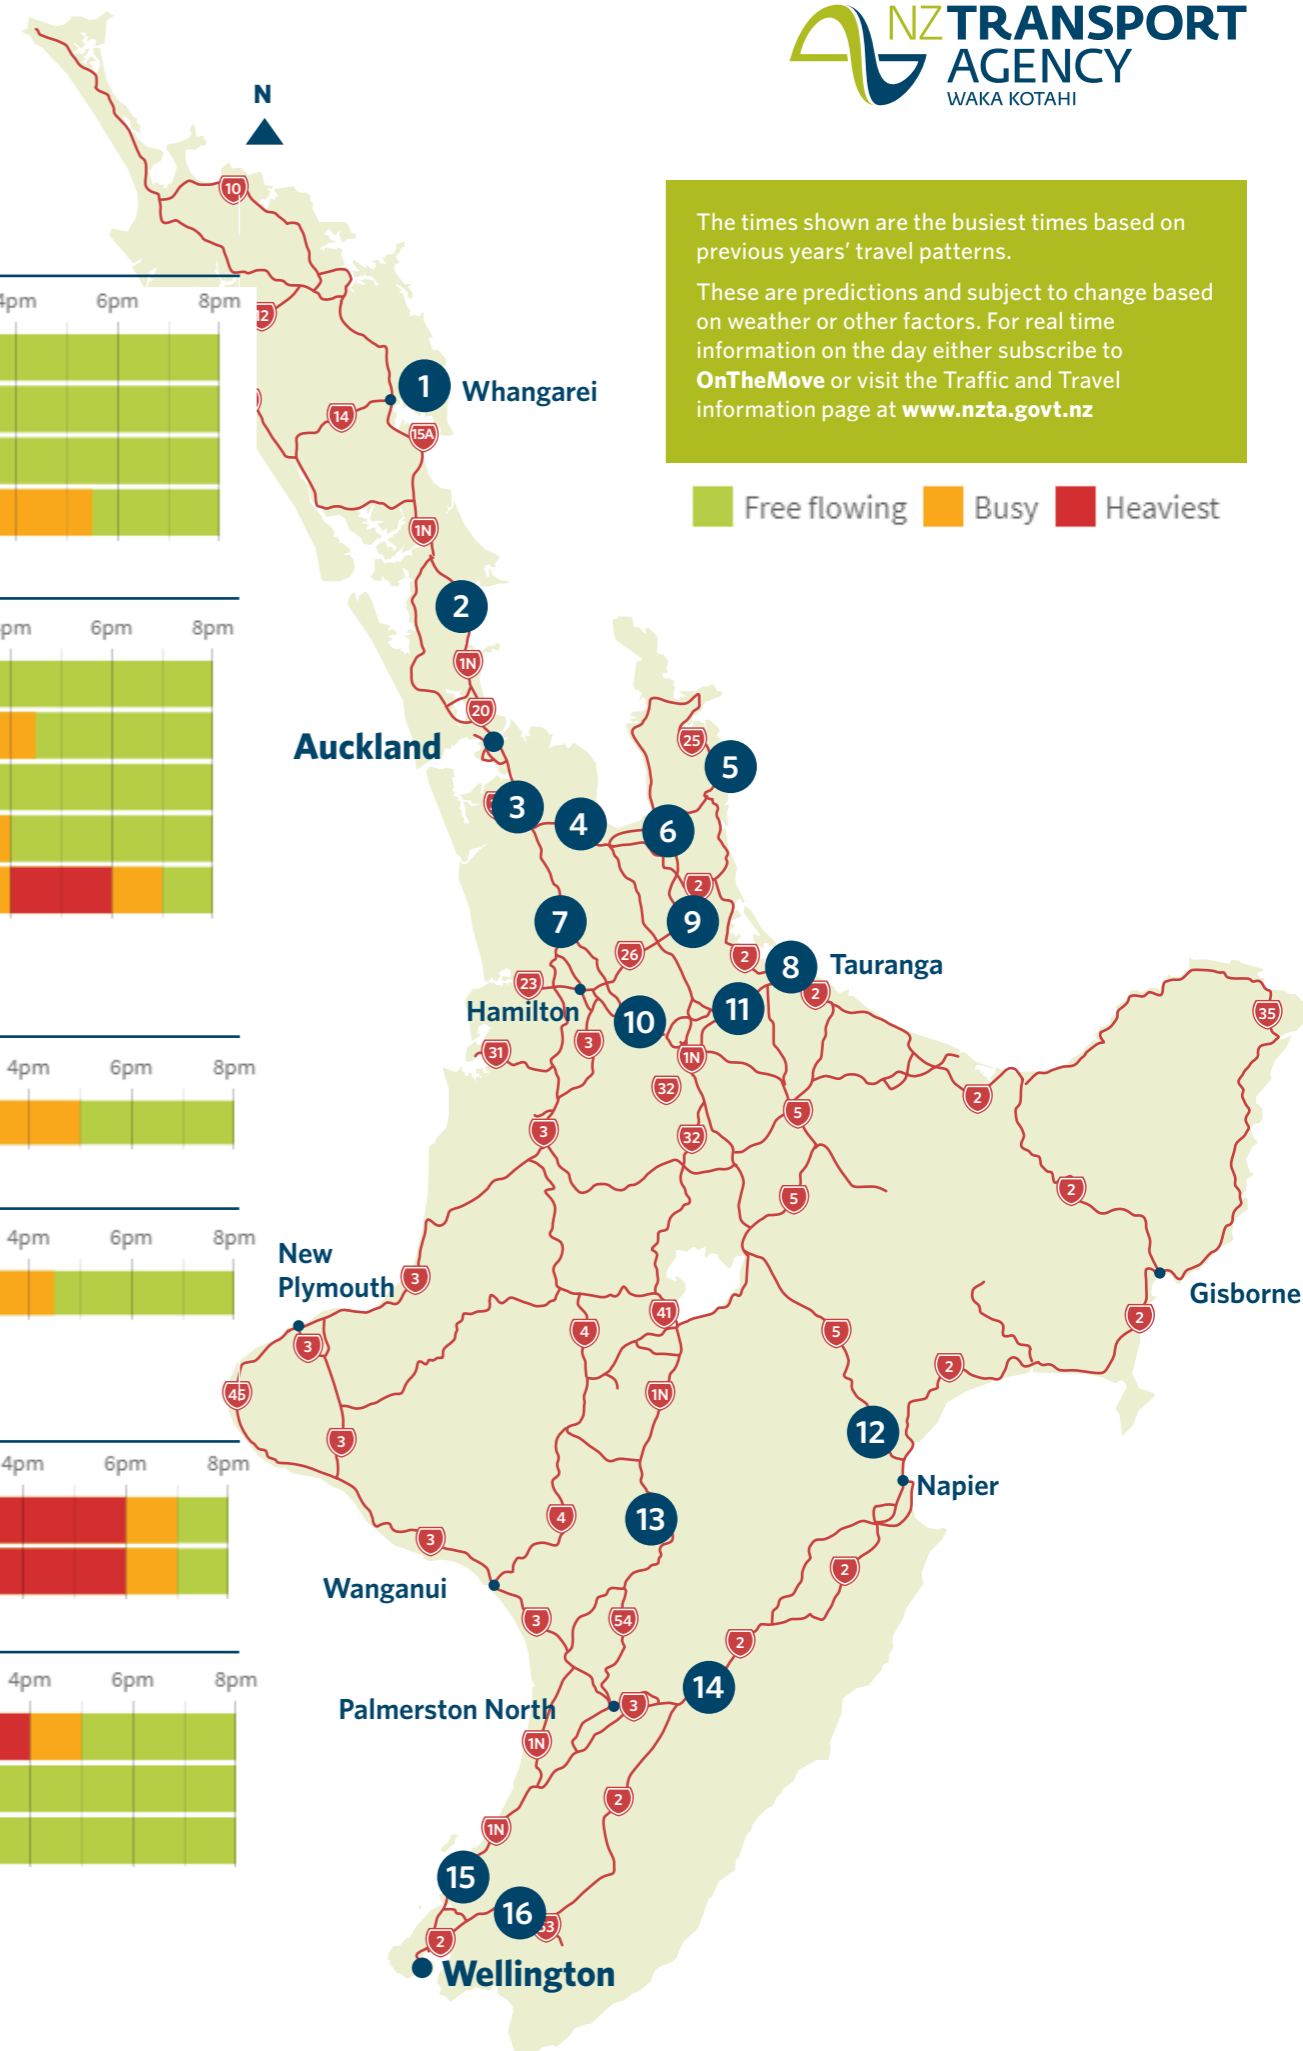 NZ TRANSPORT
AGENCY
WAKA KOTAHI
N
The times shown are the busiest times based on
previous years' travel patterns.
These are predictions and subject to change based
on weather or other factors. For real time
information on the day either subscribe to
OnTheMove or visit the Traffic and Travel
information page at www.nzta.govt.nz
Free flowing Busy Heaviest
10
4pm 6pm 8pm
12
1 Whangarei
14
15A
1N
2
pm 6pm 8pm
1N
20
Auckland
25
5
3
4
6
2
7
9
26
2
8 Tauranga
23
2
Hamilton
11
10
35
3
31
1N
4pm 6pm 8pm
32
2
5
3
32
2
5
4pm 6pm 8pm
New
Plymouth
3
Gisborne
41
2
4
5
3
2
45
1N
3
12
4pm 6pm 8pm
Napier
4
13
3
2
Wanganui
3
54
2
4pm 6pm 8pm
14
Palmerston North
3
1N
2
1N
15
16
53
2
Wellington